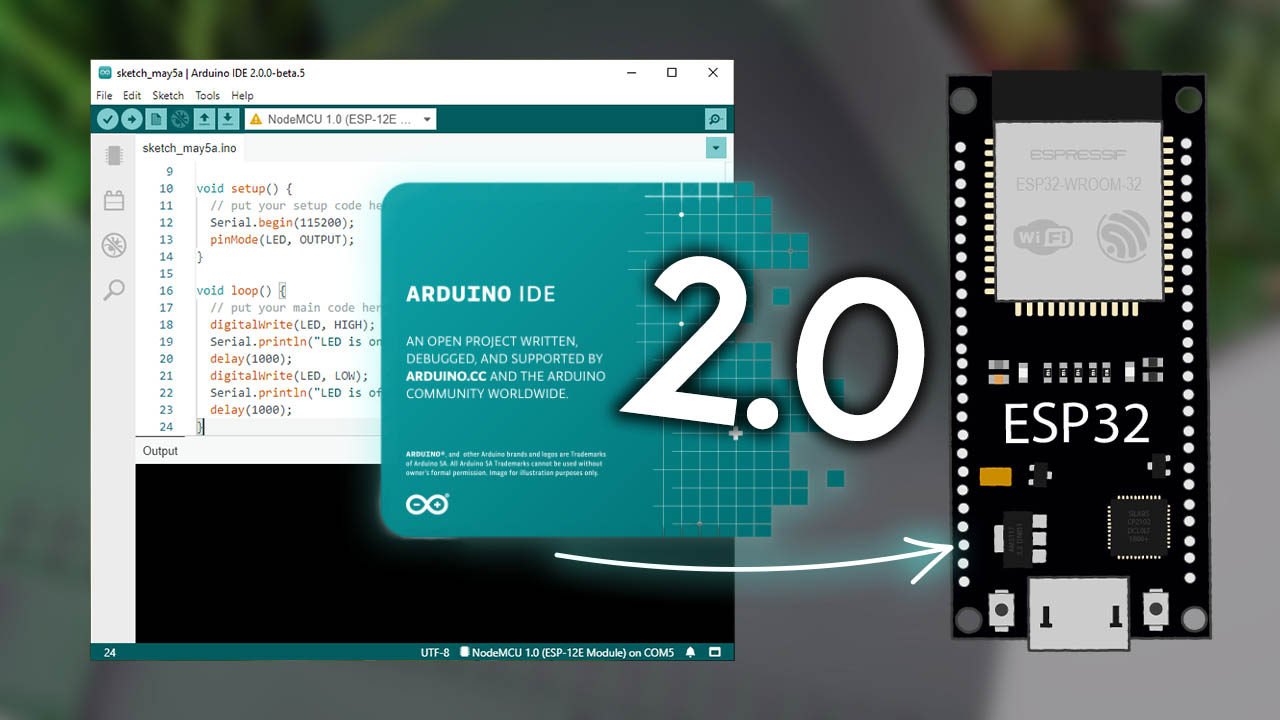 sketch_may5a | Arduino IDE 2.0.0-beta.5
File Edit Sketch Tools Help
NodeMCU 1.0 (ESP-12E ...
sketch_may5a.ino
9
10 void setup() {
11 // put your setup code he
12 Serial.begin(115200);
13 pinMode(LED, OUTPUT);
14 }
15
16 void loop() {
17 // put your main code her
18 digitalWrite(LED, HIGH);
19 Serial.println("LED is on
20 delay(1000);
21 digitalWrite(LED, LOW);
22 Serial.println("LED is of
23 delay(1000);
24 }
Output
24
UTF-8 NodeMCU 1.0 (ESP-12E Module) on COM5
ARDUINO IDE
AN OPEN PROJECT WRITTEN,
DEBUGGED, AND SUPPORTED BY
ARDUINO.CC AND THE ARDUINO
COMMUNITY WORLDWIDE.
ARDUINO®, and other Arduino brands and logos are Trademarks
of Arduino SA. All Arduino SA Trademarks cannot be used without
owner's formal permission. Image for illustration purposes only.
2.0
ESPRESSIF
ESP32-WROOM-32
WiFi
ESP32
SILABS
CP2102